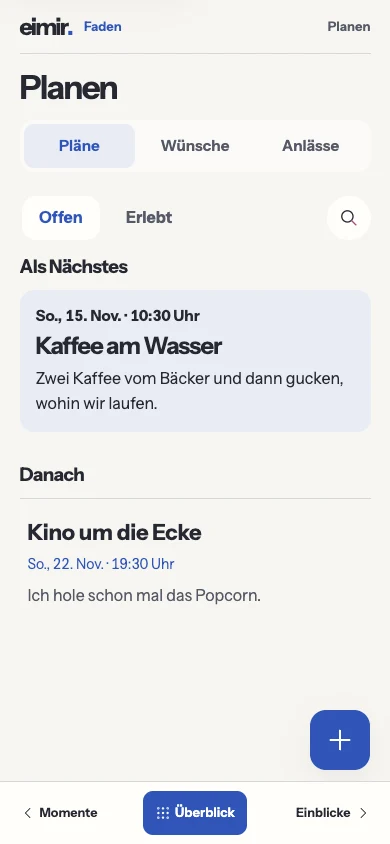 eimir. Faden Planen
Planen
Pläne Wünsche Anlässe
Offen Erlebt
Als Nächstes
So., 15. Nov. · 10:30 Uhr
Kaffee am Wasser
Zwei Kaffee vom Bäcker und dann gucken,
wohin wir laufen.
Danach
Kino um die Ecke
So., 22. Nov. · 19:30 Uhr
Ich hole schon mal das Popcorn.
Momente Überblick Einblicke